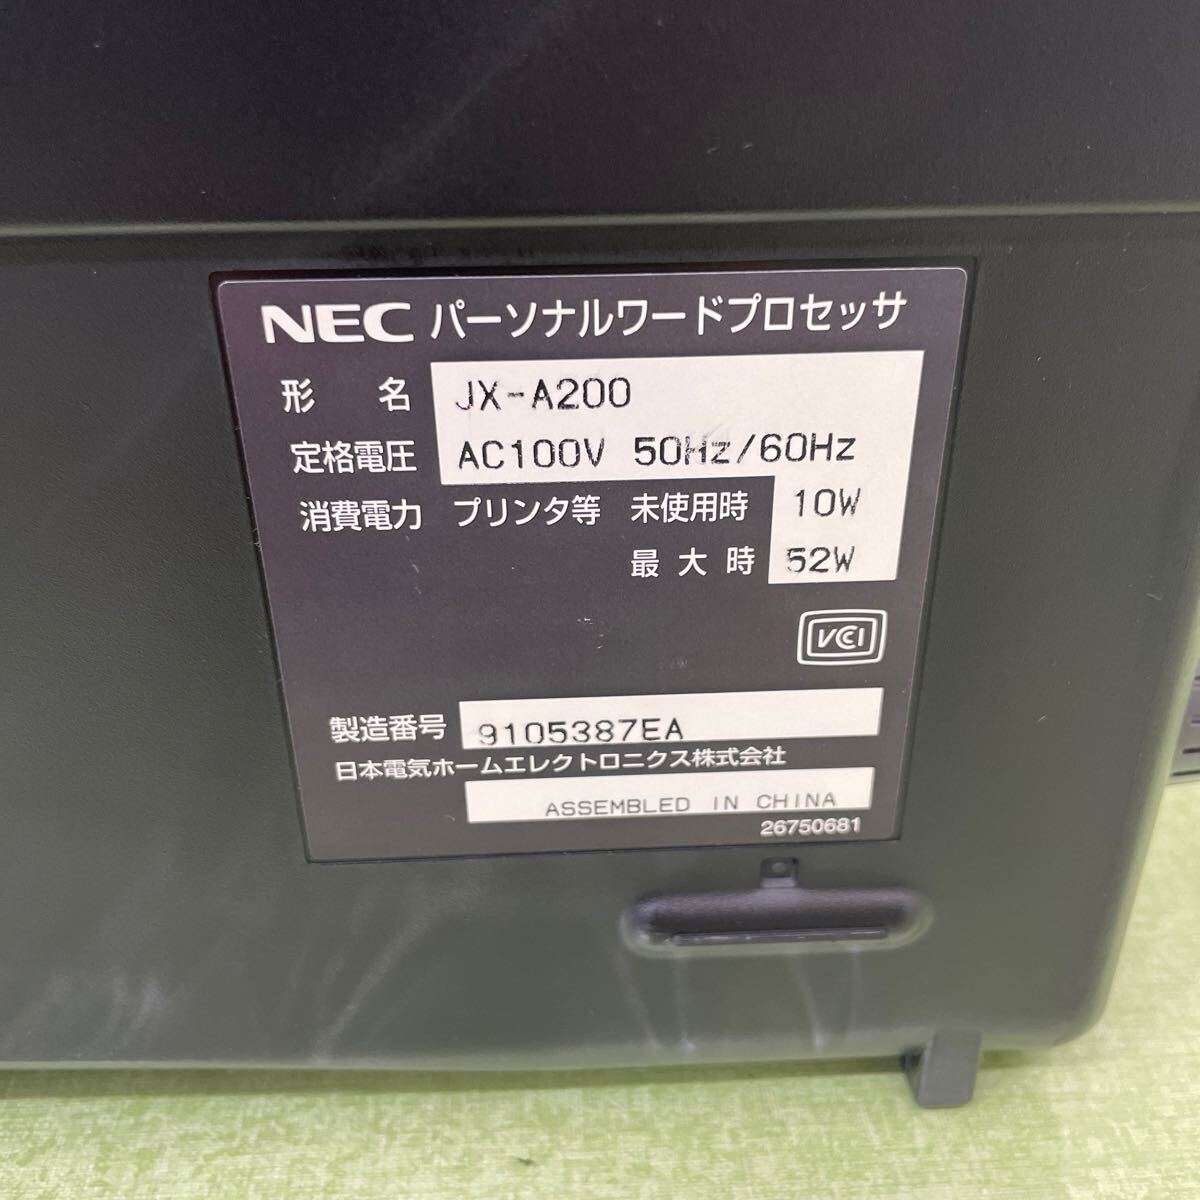 NEC パーソナルワードプロセッサ
形 名 JX-A200
定格電圧 AC100V 50Hz/60Hz
消費電力 プリンタ等 未使用時 10W
最大時 52W
VCCI
製造番号 9105387EA
日本電気ホームエレクトロニクス株式会社
ASSEMBLED IN CHINA
26750681